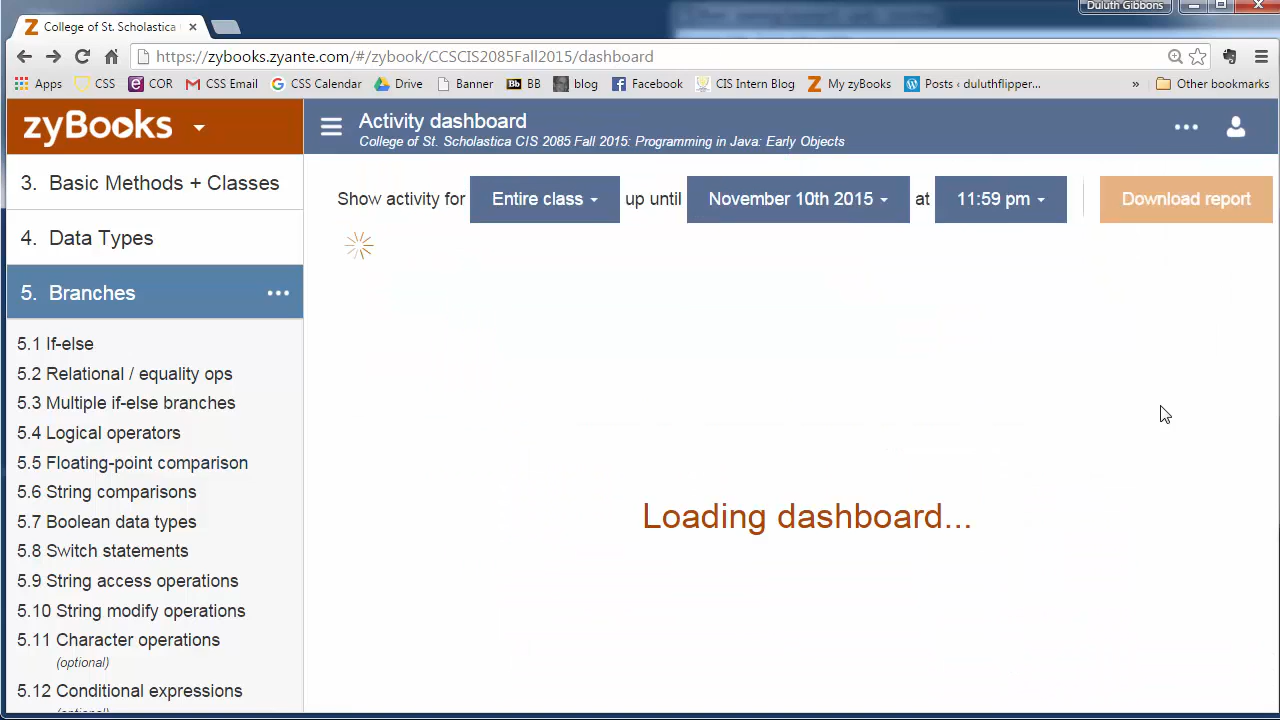 Duluth Gibbons
College of St. Scholastica
https://zybooks.zyante.com/#/zybook/CCSCIS2085Fall2015/dashboard
Apps CSS COR CSS Email CSS Calendar Drive Banner Bb BB blog Facebook CIS Intern Blog My zyBooks Posts ‹ duluthflipper... » Other bookmarks
zyBooks
Activity dashboard
College of St. Scholastica CIS 2085 Fall 2015: Programming in Java: Early Objects
3. Basic Methods + Classes
4. Data Types
5. Branches
5.1 If-else
5.2 Relational / equality ops
5.3 Multiple if-else branches
5.4 Logical operators
5.5 Floating-point comparison
5.6 String comparisons
5.7 Boolean data types
5.8 Switch statements
5.9 String access operations
5.10 String modify operations
5.11 Character operations
(optional)
5.12 Conditional expressions
(optional)
Show activity for Entire class up until November 10th 2015 at 11:59 pm Download report
Loading dashboard...